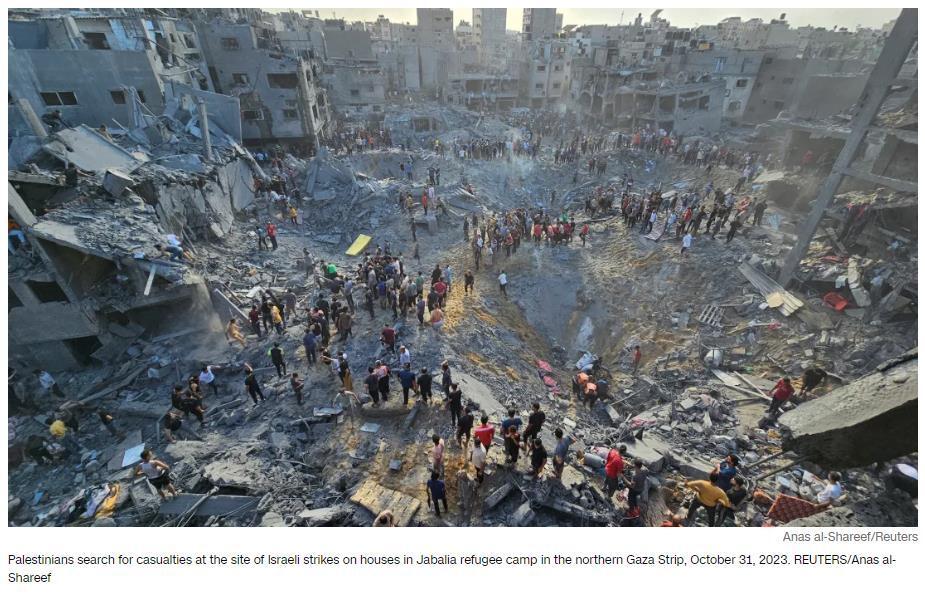 Anas al-Shareef/Reuters
Palestinians search for casualties at the site of Israeli strikes on houses in Jabalia refugee camp in the northern Gaza Strip, October 31, 2023. REUTERS/Anas al-
Shareef